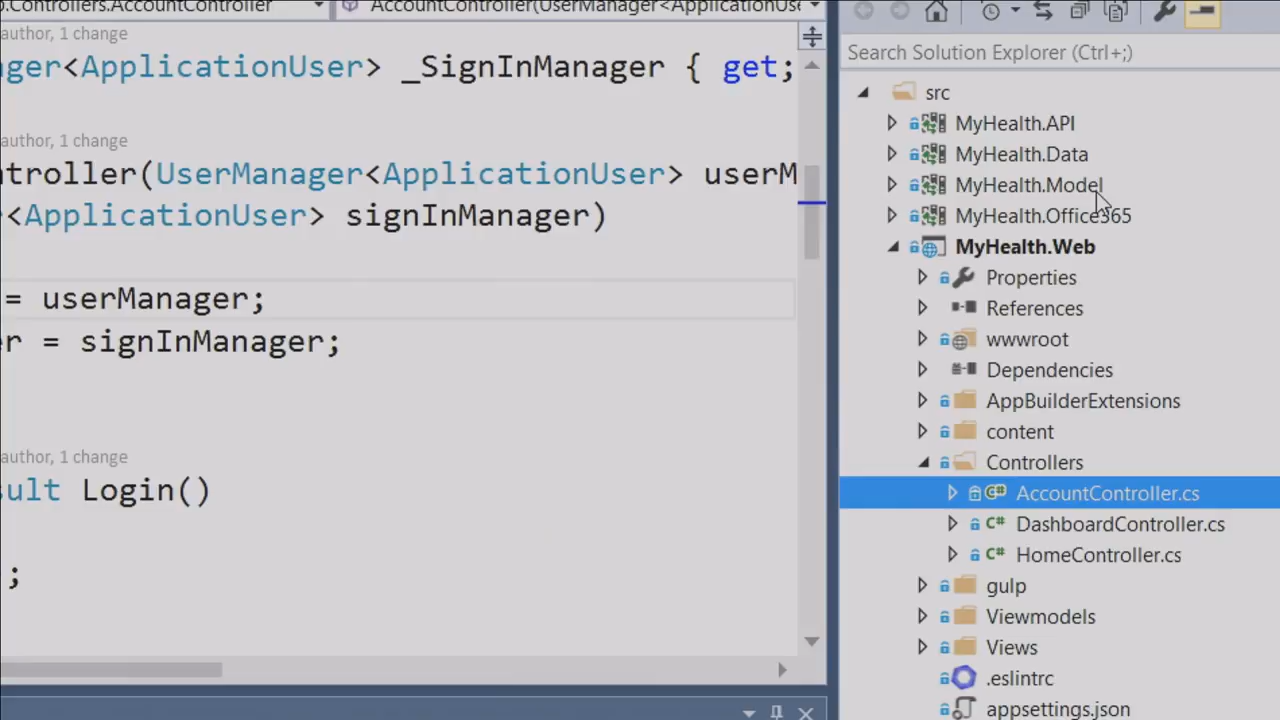 o.Controllers.AccountController
AccountController(UserManager<ApplicationUse
author, 1 change
ager<ApplicationUser> _SignInManager { get;
author, 1 change
ntroller(UserManager<ApplicationUser> userM
<ApplicationUser> signInManager)
= userManager;
er = signInManager;
author, 1 change
sult Login()
;
Search Solution Explorer (Ctrl+;)
src
MyHealth.API
MyHealth.Data
MyHealth.Model
MyHealth.Office365
MyHealth.Web
Properties
References
wwwroot
Dependencies
AppBuilderExtensions
content
Controllers
C# AccountController.cs
C# DashboardController.cs
C# HomeController.cs
gulp
Viewmodels
Views
.eslintrc
appsettings.json